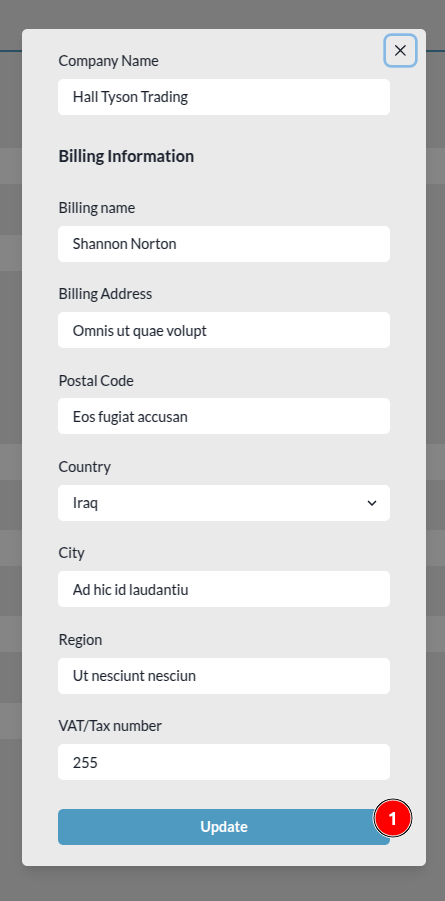 Company Name
Hall Tyson Trading
Billing Information
Billing name
Shannon Norton
Billing Address
Omnis ut quae volupt
Postal Code
Eos fugiat accusan
Country
Iraq
City
Ad hic id laudantiu
Region
Ut nesciunt nesciun
VAT/Tax number
255
Update
1